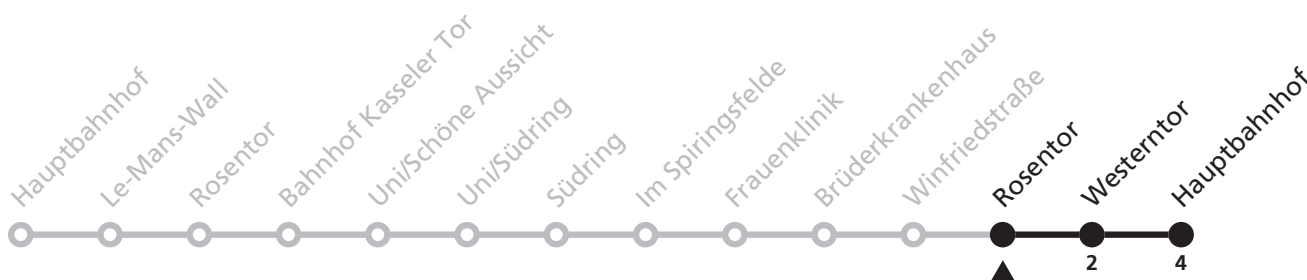 Hauptbahnhof
Le-Mans-Wall
Rosentor
Bahnhof Kasseler Tor
Uni/Schöne Aussicht
Uni/Südring
Südring
Im Spiringsfelde
Frauenklinik
Brüderkrankenhaus
Winfriedstraße
Rosentor
Westerntor
Hauptbahnhof
2
4